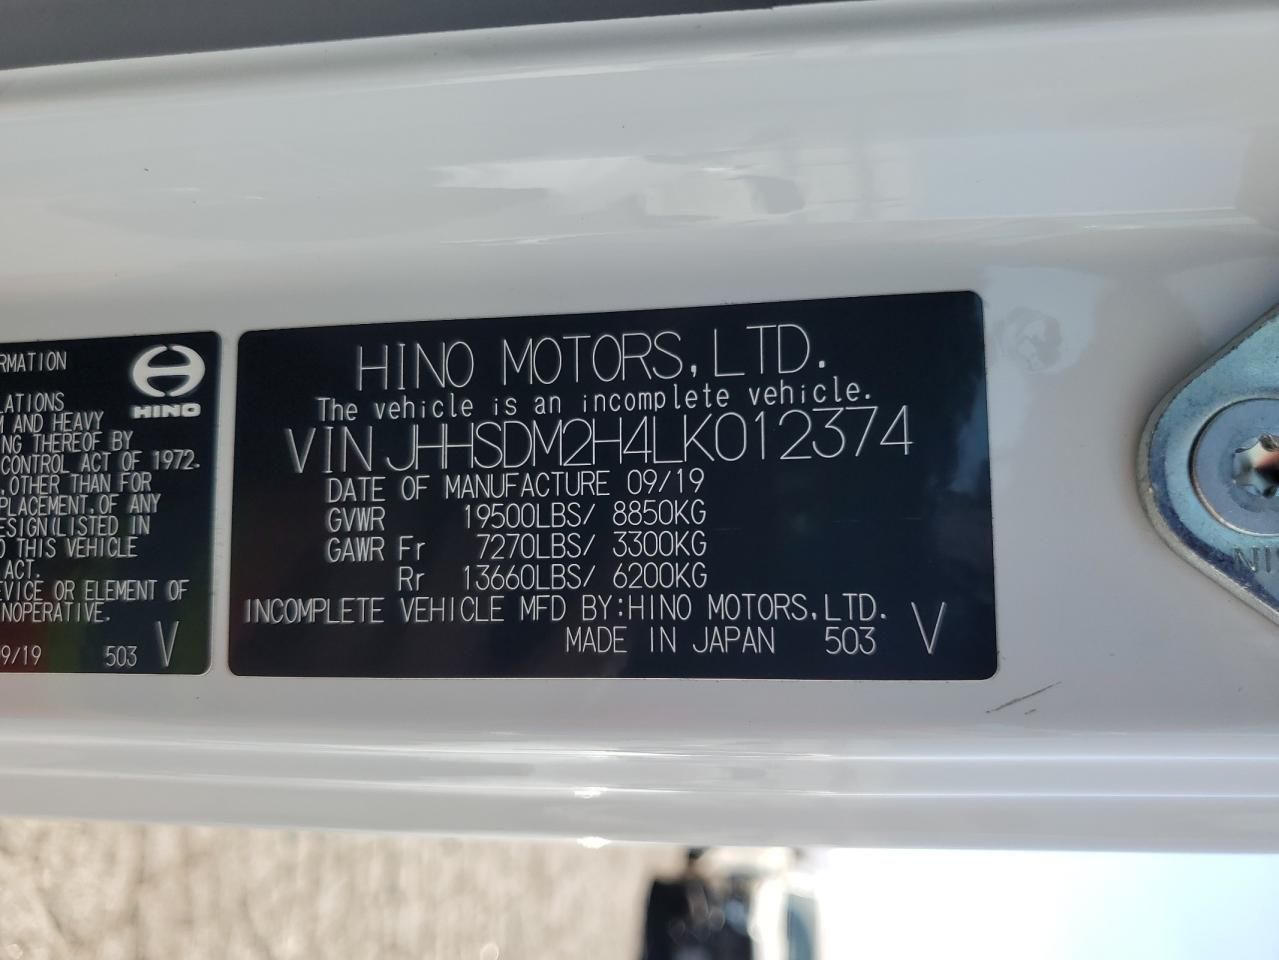 RMATION
HINO
LATIONS
M AND HEAVY
ING THEREOF BY
CONTROL ACT OF 1972.
,OTHER THAN FOR
PLACEMENT,OF ANY
ESIGN(LISTED IN
O THIS VEHICLE
ACT.
EVICE OR ELEMENT OF
NOPERATIVE.
09/19 503 V
HINO MOTORS,LTD.
The vehicle is an incomplete vehicle.
VIN JHHSDM2H4LK012374
DATE OF MANUFACTURE 09/19
GVWR 19500LBS/ 8850KG
GAWR Fr 7270LBS/ 3300KG
Rr 13660LBS/ 6200KG
INCOMPLETE VEHICLE MFD BY:HINO MOTORS,LTD.
MADE IN JAPAN 503 V